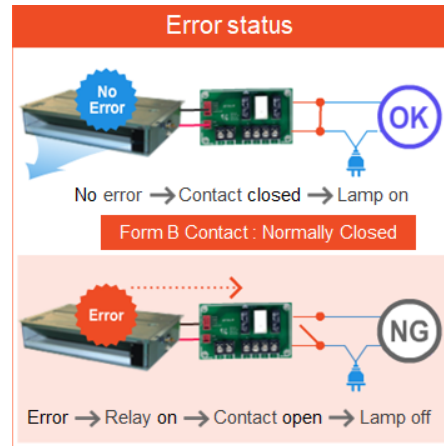 Error status
No
Error
OK
No error → Contact closed → Lamp on
Form B Contact : Normally Closed
Error
NG
Error → Relay on → Contact open → Lamp off